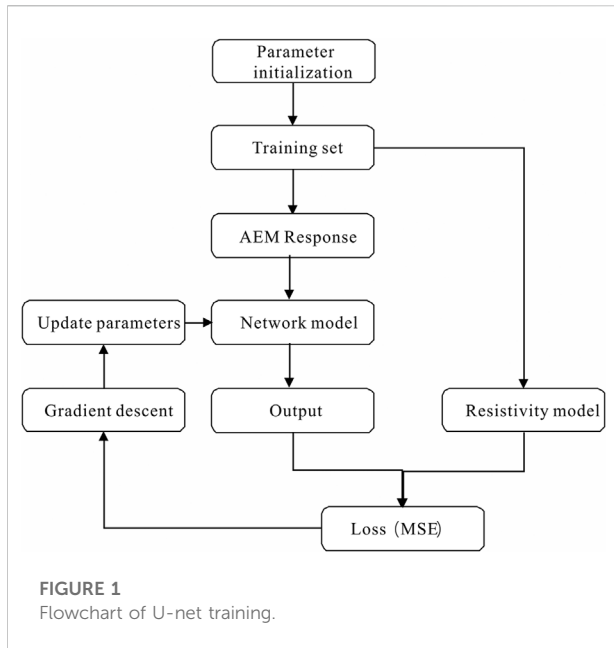 Parameter
initialization
Training set
AEM Response
Update parameters
Network model
Gradient descent
Output
Resistivity model
Loss (MSE)
FIGURE 1
Flowchart of U-net training.